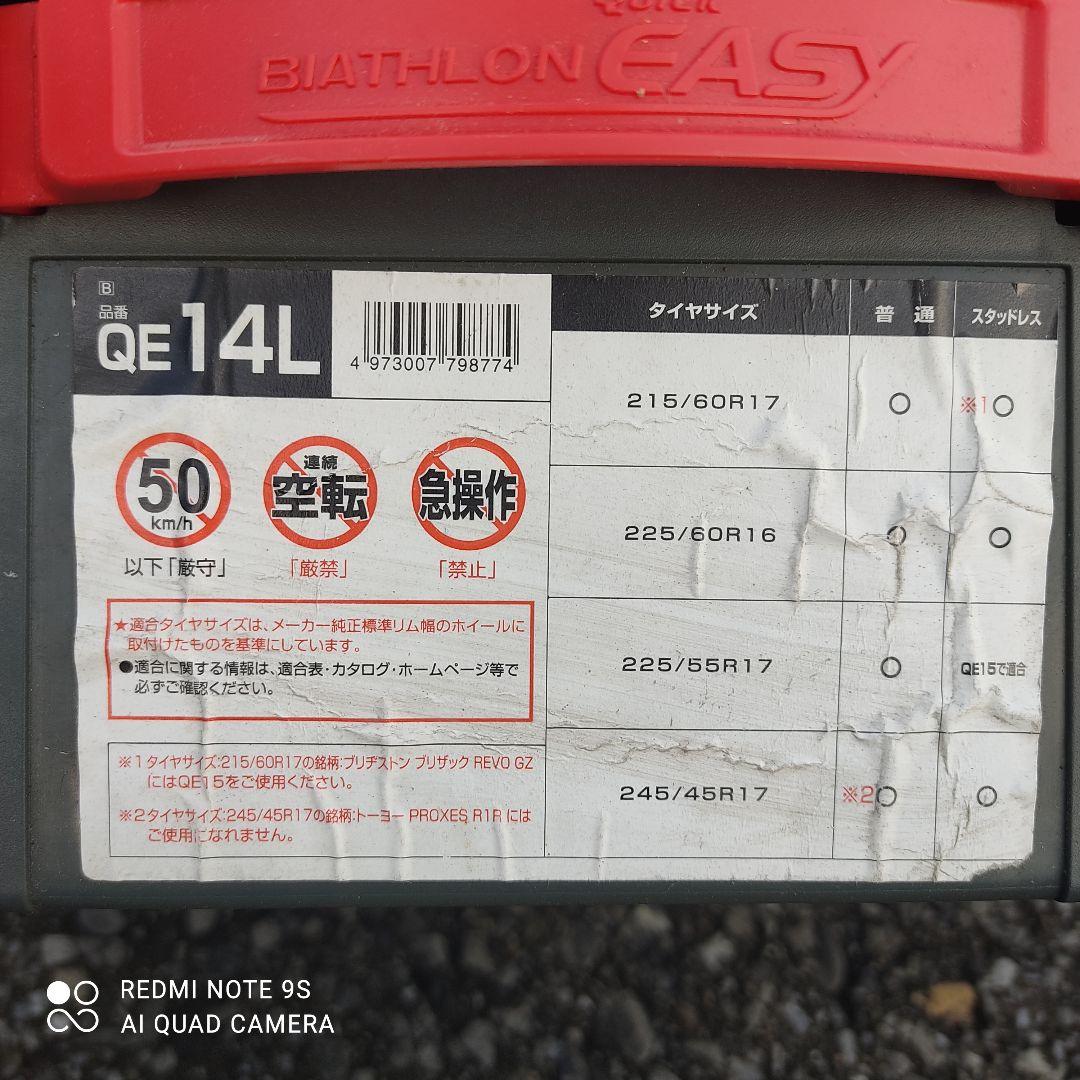 QUICK
BIATHLON EASY
B
品番
QE14L
4 973007 798774
タイヤサイズ 普通 スタッドレス
215/60R17 ○ ※1○
225/60R16 ○ ○
225/55R17 ○ QE15で適合
245/45R17 ※2○ ○
50
km/h
以下「厳守」
連続
空転
「厳禁」
急操作
「禁止」
★適合タイヤサイズは、メーカー純正標準リム幅のホイールに
取付けたものを基準にしています。
●適合に関する情報は、適合表・カタログ・ホームページ等で
必ずご確認ください。
※1タイヤサイズ:215/60R17の銘柄:ブリヂストン ブリザック REVO GZ
にはQE15をご使用ください。
※2タイヤサイズ:245/45R17の銘柄:トーヨー PROXES R1R には
ご使用になれません。
REDMI NOTE 9S
AI QUAD CAMERA